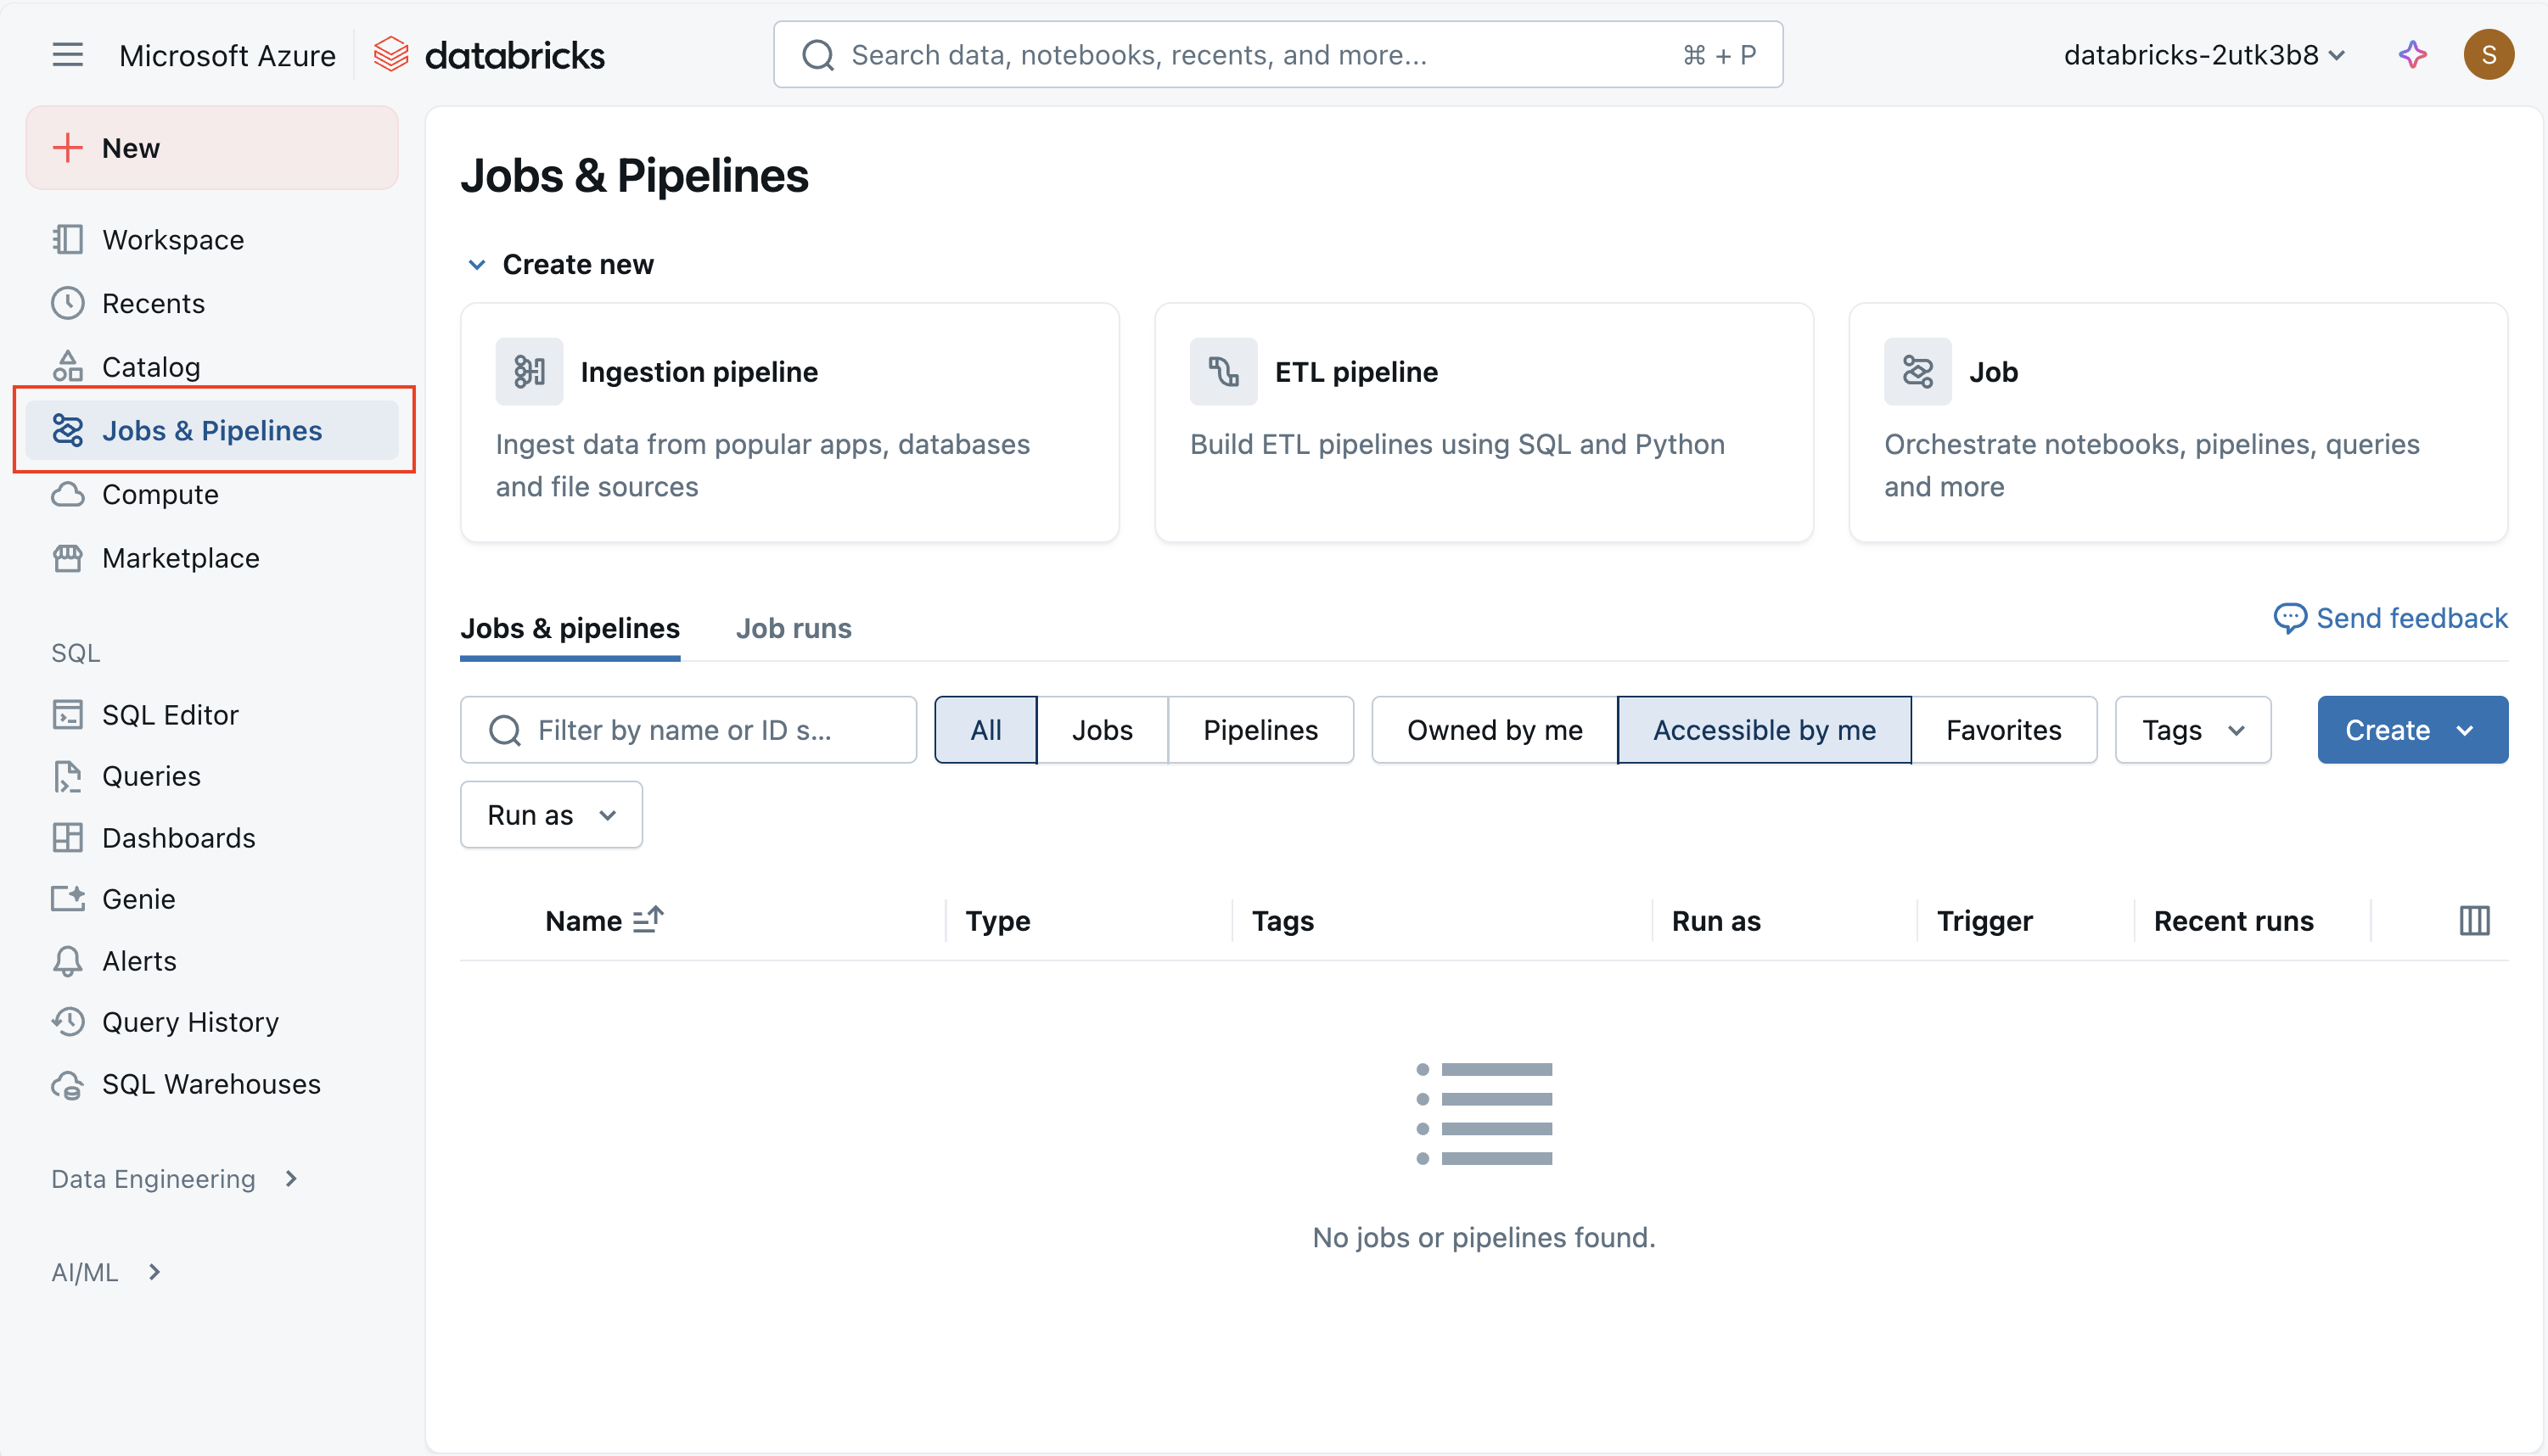 Microsoft Azure
databricks
Search data, notebooks, recents, and more...
⌘ + P
databricks-2utk3b8
S
New
Workspace
Recents
Catalog
Jobs & Pipelines
Compute
Marketplace
SQL
SQL Editor
Queries
Dashboards
Genie
Alerts
Query History
SQL Warehouses
Data Engineering
AI/ML
Jobs & Pipelines
Create new
Ingestion pipeline
Ingest data from popular apps, databases
and file sources
ETL pipeline
Build ETL pipelines using SQL and Python
Job
Orchestrate notebooks, pipelines, queries
and more
Jobs & pipelines
Job runs
Send feedback
Filter by name or ID s...
All
Jobs
Pipelines
Owned by me
Accessible by me
Favorites
Tags
Create
Run as
Name
Type
Tags
Run as
Trigger
Recent runs
No jobs or pipelines found.